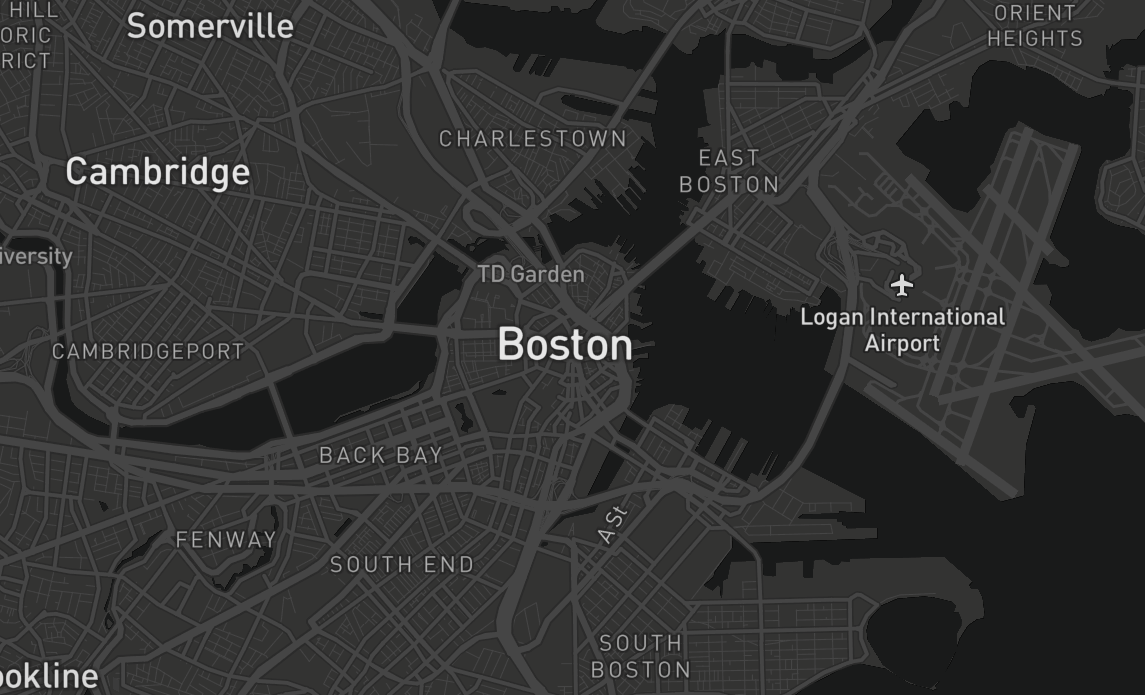 HILL
ORIC
RICT
Somerville
ORIENT
HEIGHTS
CHARLESTOWN
Cambridge
EAST
BOSTON
iversity
TD Garden
Logan International
Airport
Boston
CAMBRIDGEPORT
BACK BAY
A St
FENWAY
SOUTH END
SOUTH
BOSTON
ookline